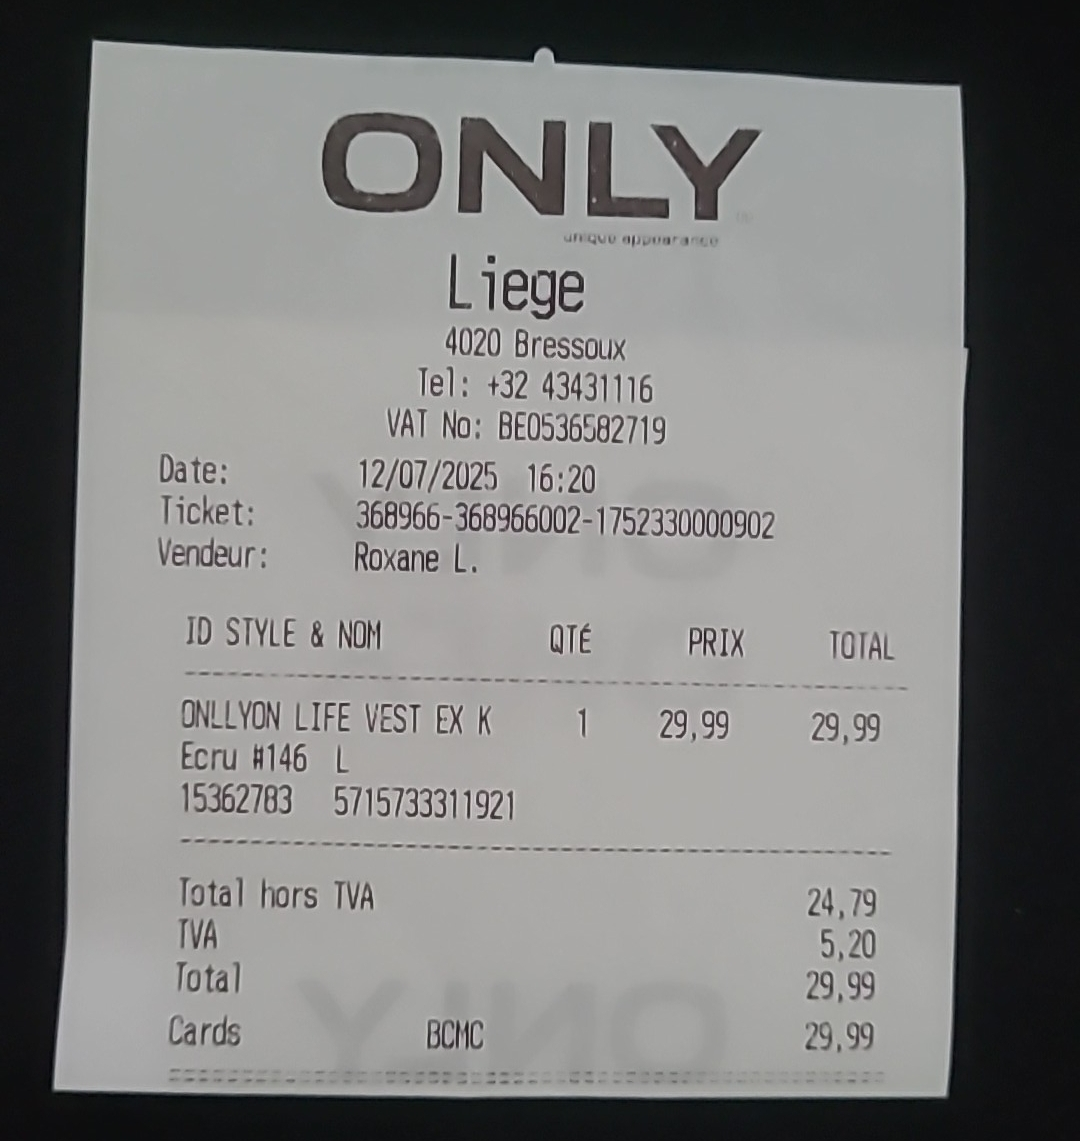 ONLY
unique appearance
Liege
4020 Bressoux
Tel: +32 43431116
VAT No: BE0536582719
Date: 12/07/2025 16:20
Ticket: 368966-368966002-1752330000902
Vendeur: Roxane L.
ID STYLE & NOM QTÉ PRIX TOTAL
ONLLYON LIFE VEST EX K 1 29,99 29,99
Ecru #146 L
15362783 5715733311921
Total hors TVA 24,79
TVA 5,20
Total 29,99
Cards BCMC 29,99